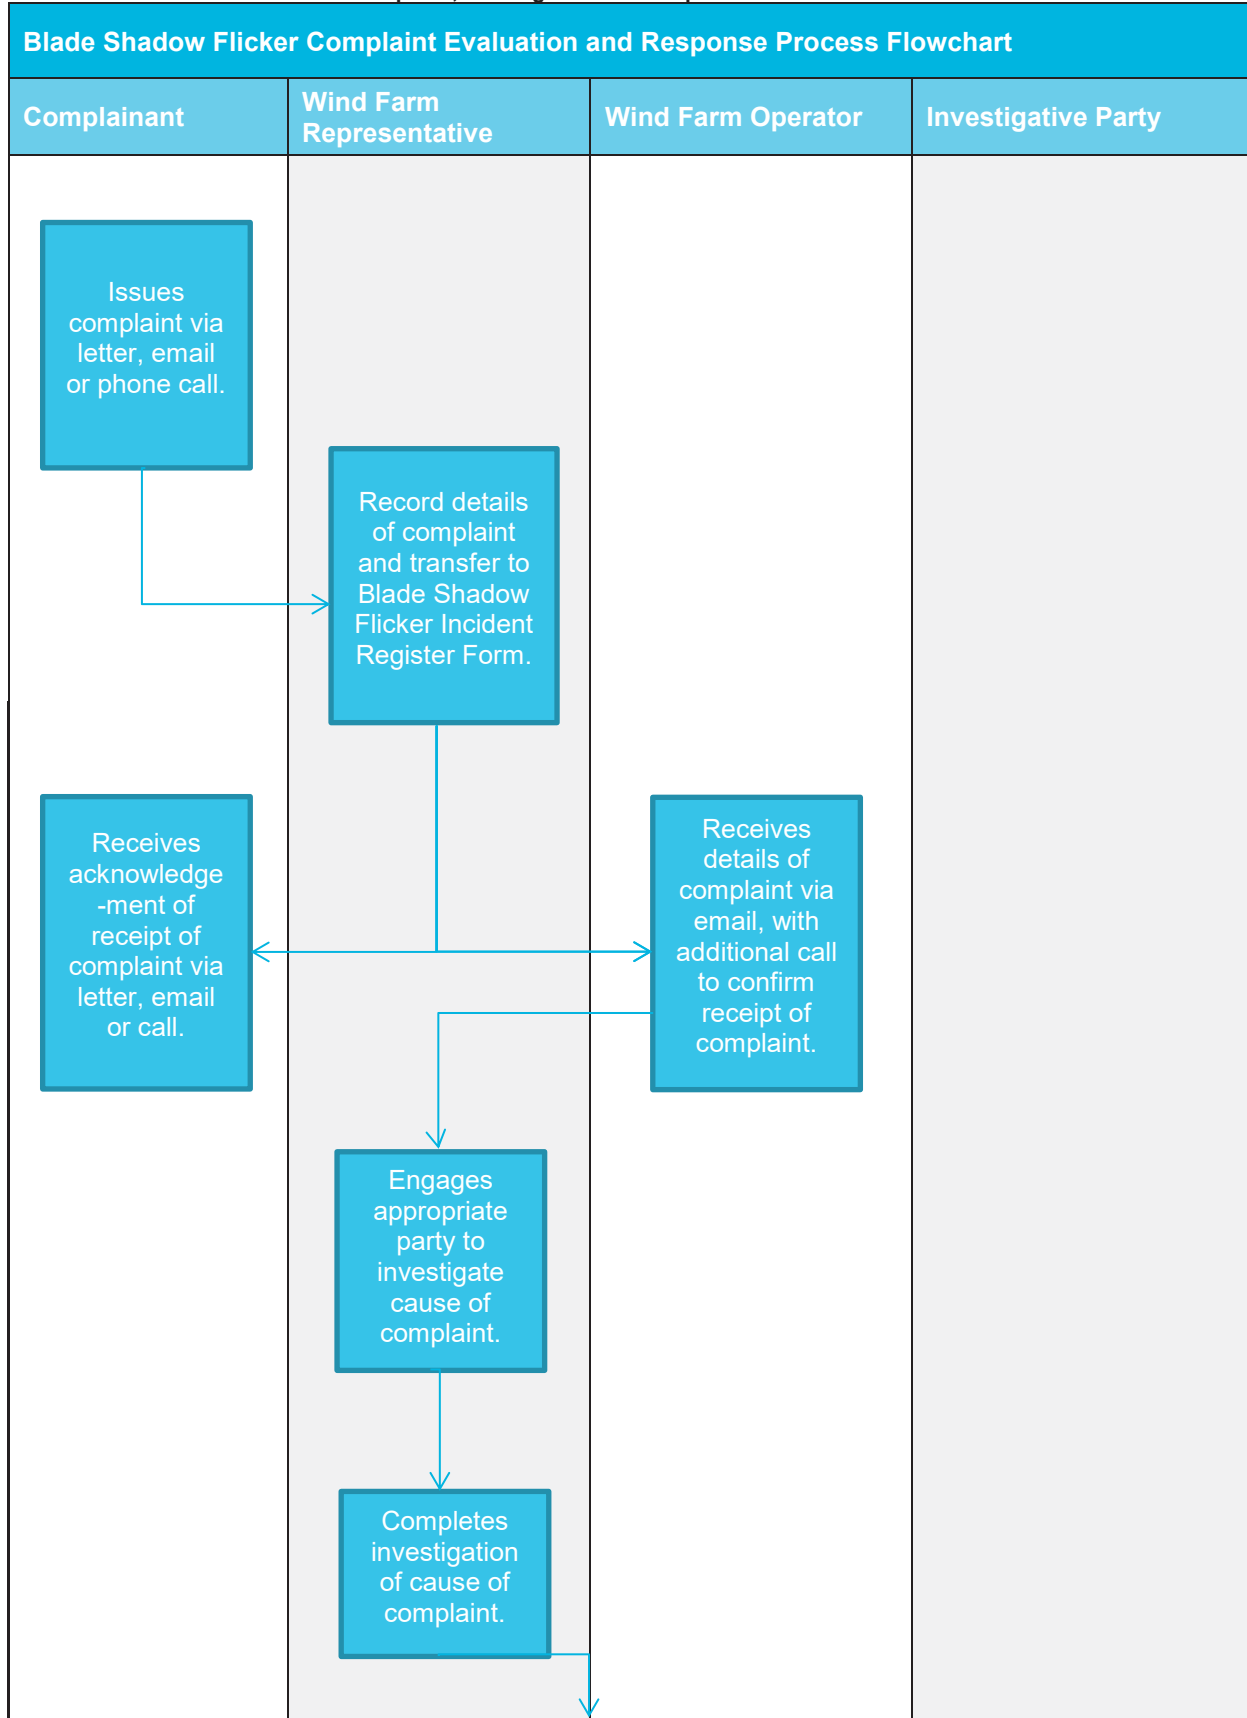 Blade Shadow Flicker Complaint Evaluation and Response Process Flowchart
Complainant
Wind Farm
Representative
Wind Farm Operator
Investigative Party
Issues
complaint via
letter, email
or phone call.
Record details
of complaint
and transfer to
Blade Shadow
Flicker Incident
Register Form.
Receives
acknowledge
-ment of
receipt of
complaint via
letter, email
or call.
Receives
details of
complaint via
email, with
additional call
to confirm
receipt of
complaint.
Engages
appropriate
party to
investigate
cause of
complaint.
Completes
investigation
of cause of
complaint.